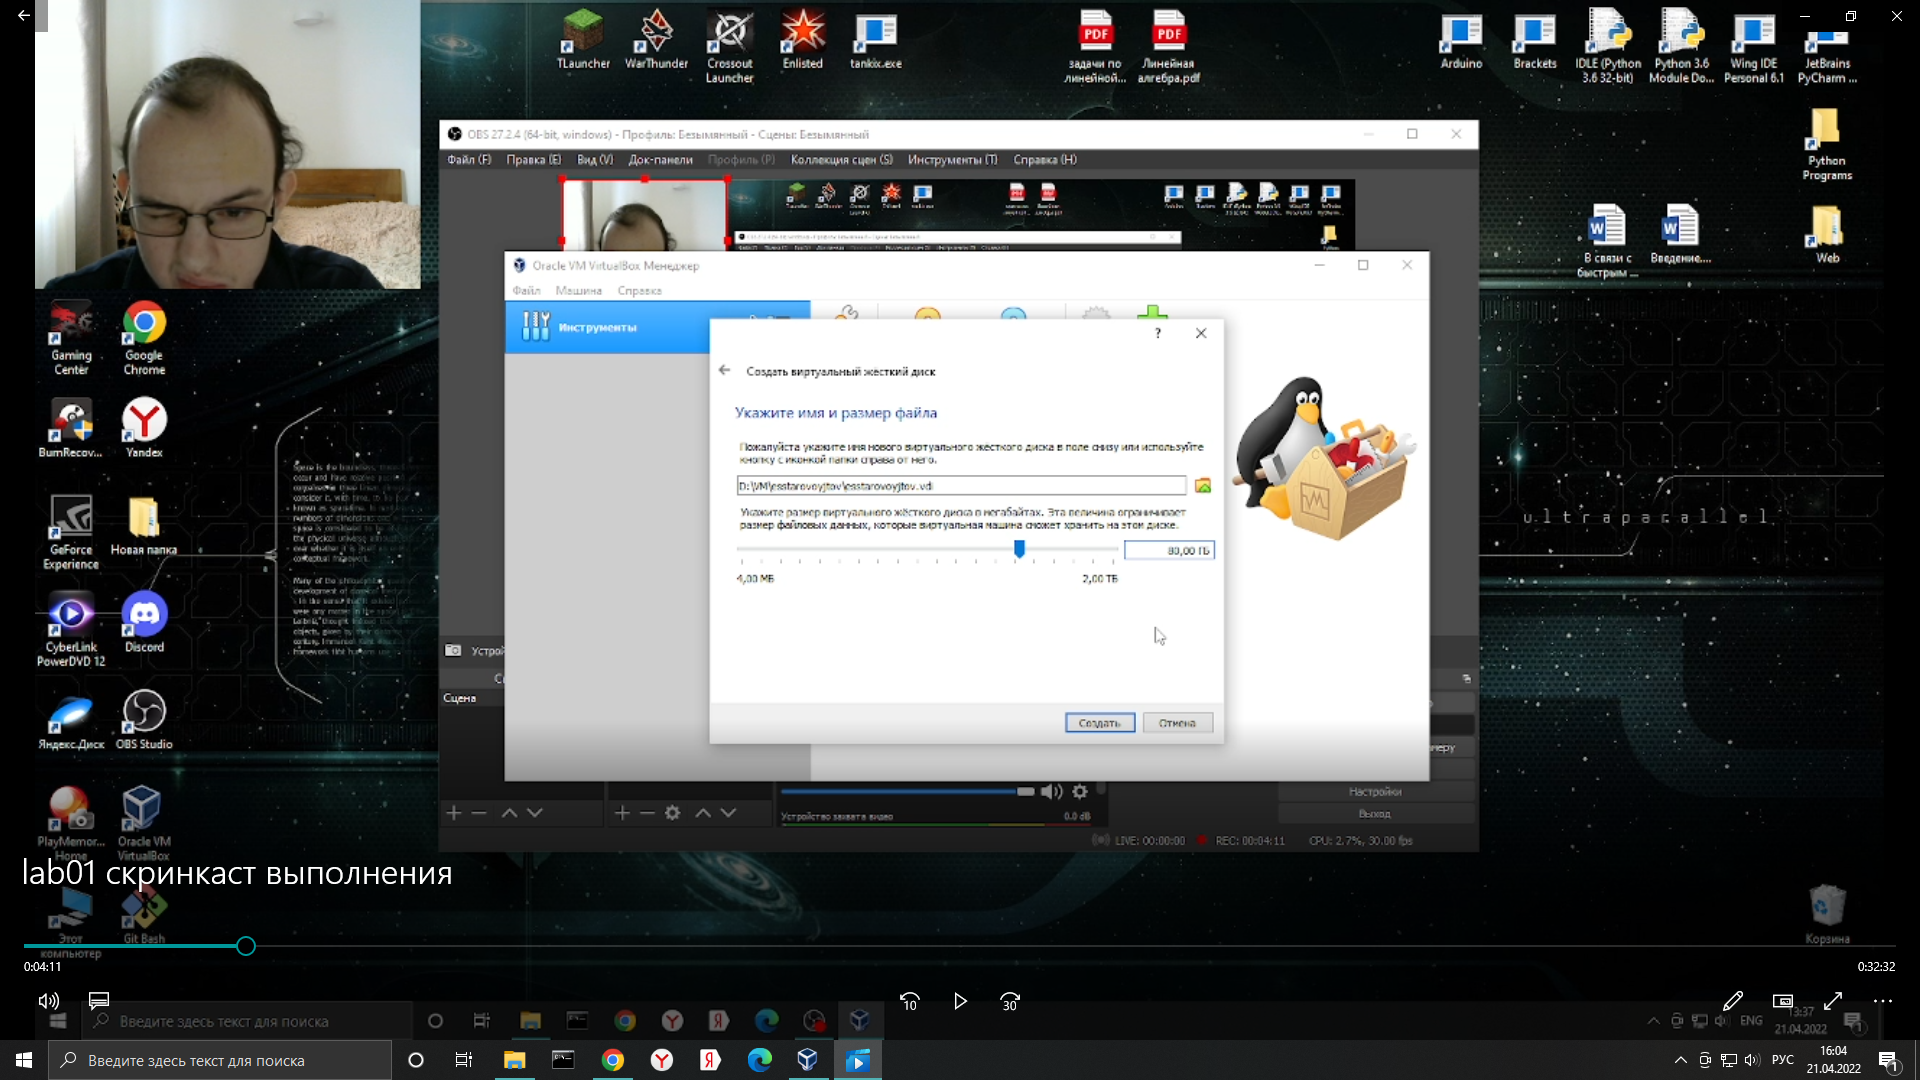 TLauncher
WarThunder
Crossout
Launcher
Enlisted
tankix.exe
PDF
задачи по
линейной...
PDF
Линейная
алгебра.pdf
Arduino
Brackets
IDLE (Python
3.6 32-bit)
Python 3.6
Module Do...
Wing IDE
Personal 6.1
JetBrains
PyCharm ...
Python
Programs
В связи с
быстрым ...
Введение....
Web
OBS 27.2.4 (64-bit, windows) - Профиль: Безымянный - Сцены: Безымянный
Файл (F) Правка (E) Вид (V) Док-панели Профиль (P) Коллекция сцен (S) Инструменты (T) Справка (H)
Oracle VM VirtualBox Менеджер
Файл Машина Справка
Инструменты
Создать виртуальный жёсткий диск
Укажите имя и размер файла
Пожалуйста укажите имя нового виртуального жёсткого диска в поле снизу или используйте
кнопку с иконкой папки справа от него.
D:\VM\esstarovoyjtov\esstarovoyjtov.vdi
Укажите размер виртуального жёсткого диска в мегабайтах. Эта величина ограничивает
размер файловых данных, которые виртуальная машина сможет хранить на этом диске.
80,00 ГБ
4,00 МБ
2,00 ТБ
Создать
Отмена
ultraparallel
Gaming
Center
Google
Chrome
BumRecov...
Yandex
GeForce
Experience
Новая папка
CyberLink
PowerDVD 12
Discord
Яндекс.Диск
OBS Studio
PlayMemor...
Home
Oracle VM
VirtualBox
Этот
компьютер
Git Bash
Корзина
Сцена
Настройки
Выход
Устройство захвата видео
0.0 dB
LIVE: 00:00:00
REC: 00:04:11
CPU: 2.7%, 30.00 fps
lab01 скринкаст выполнения
0:04:11
0:32:32
10
30
Введите здесь текст для поиска
ENG
13:37
21.04.2022
Введите здесь текст для поиска
РУС
16:04
21.04.2022